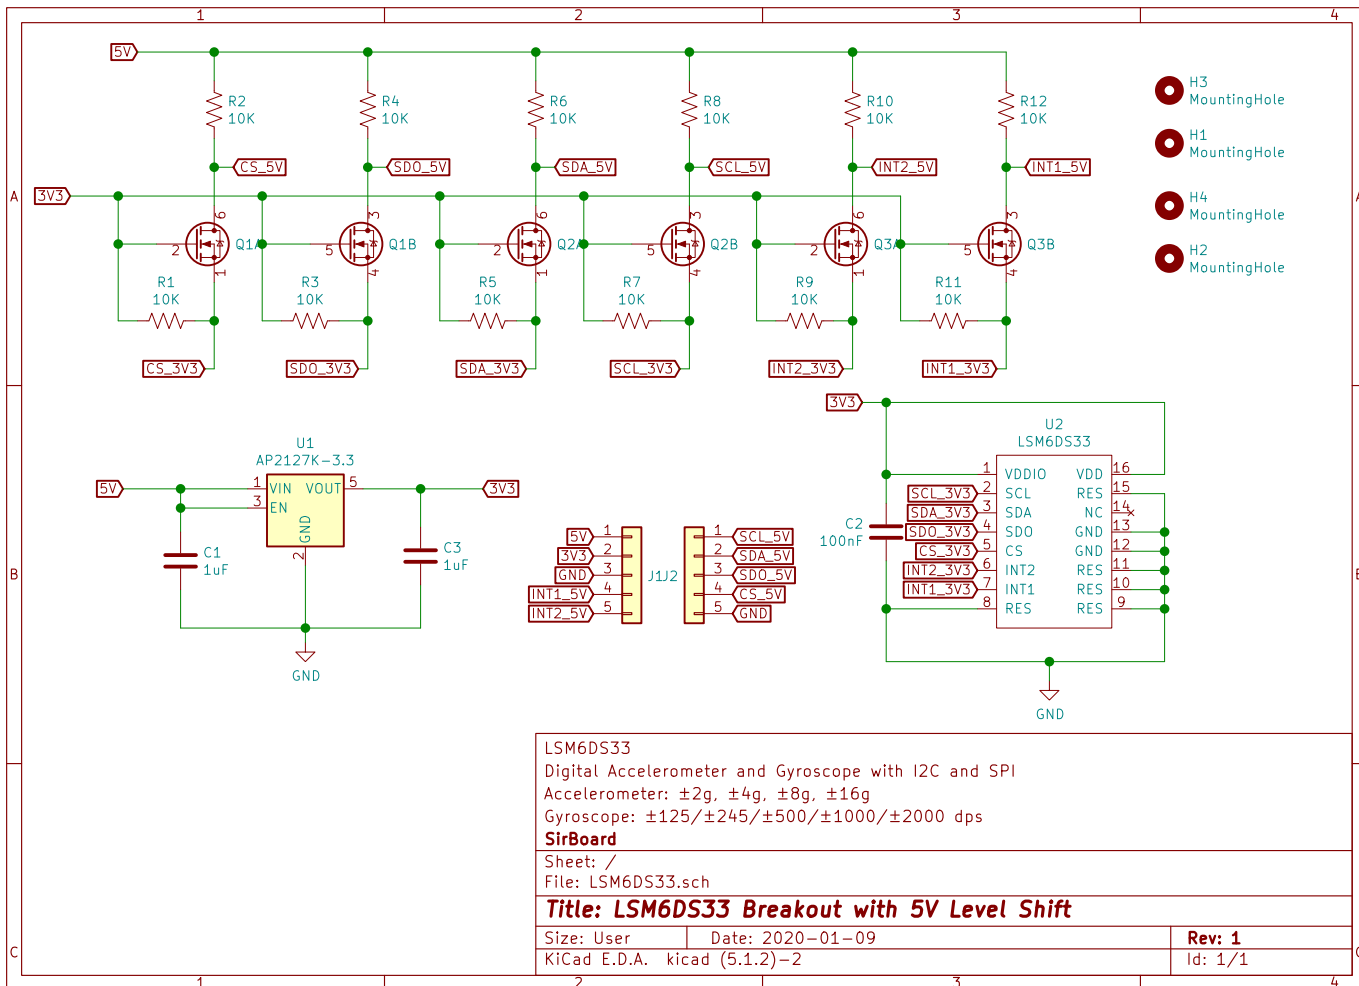 1 2 3 4
5V
R2 10K
R4 10K
R6 10K
R8 10K
R10 10K
R12 10K
H3 MountingHole
H1 MountingHole
H4 MountingHole
H2 MountingHole
CS_5V SDO_5V SDA_5V SCL_5V INT2_5V INT1_5V
A 3V3 A
6 3 6 3 6 3
2 Q1A 5 Q1B 2 Q2A 5 Q2B 2 Q3A 5 Q3B
1 4 1 4 1 4
R1 10K
R3 10K
R5 10K
R7 10K
R9 10K
R11 10K
CS_3V3 SDO_3V3 SDA_3V3 SCL_3V3 INT2_3V3 INT1_3V3
3V3
U1
AP2127K-3.3
5V 1 VIN VOUT 5 3V3
3 EN
GND
2
C1 1uF
C3 1uF
GND
B
5V 1
3V3 2
GND 3
INT1_5V 4
INT2_5V 5
J1 J2
1 SCL_5V
2 SDA_5V
3 SDO_5V
4 CS_5V
5 GND
U2
LSM6DS33
C2 100nF
1 VDDIO VDD 16
SCL_3V3 2 SCL RES 15
SDA_3V3 3 SDA NC 14
SDO_3V3 4 SDO GND 13
CS_3V3 5 CS GND 12
INT2_3V3 6 INT2 RES 11
INT1_3V3 7 INT1 RES 10
8 RES RES 9
GND
B
LSM6DS33
Digital Accelerometer and Gyroscope with I2C and SPI
Accelerometer: ±2g, ±4g, ±8g, ±16g
Gyroscope: ±125/±245/±500/±1000/±2000 dps
SirBoard
Sheet: /
File: LSM6DS33.sch
Title: LSM6DS33 Breakout with 5V Level Shift
Size: User Date: 2020-01-09 Rev: 1
KiCad E.D.A. kicad (5.1.2)-2 Id: 1/1
C C
1 2 3 4